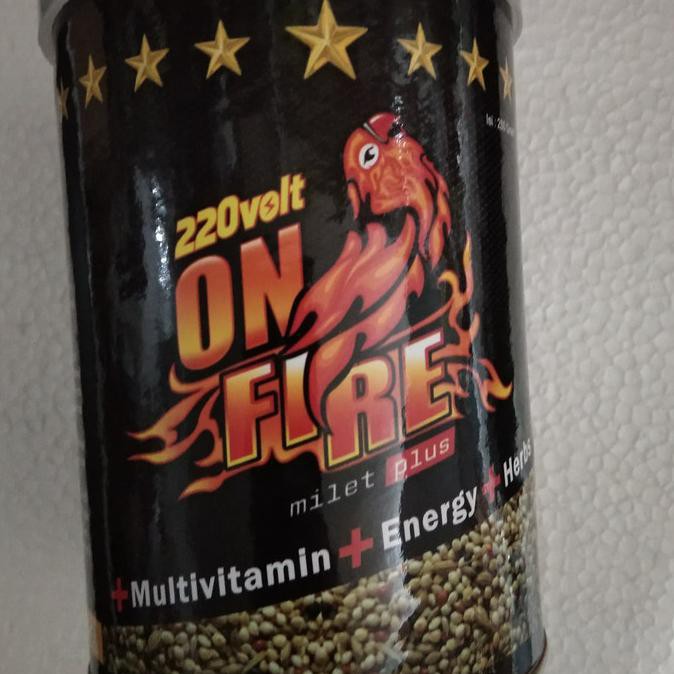 220volt
ON
FIRE
milet plus
+Multivitamin + Energy + Herbs